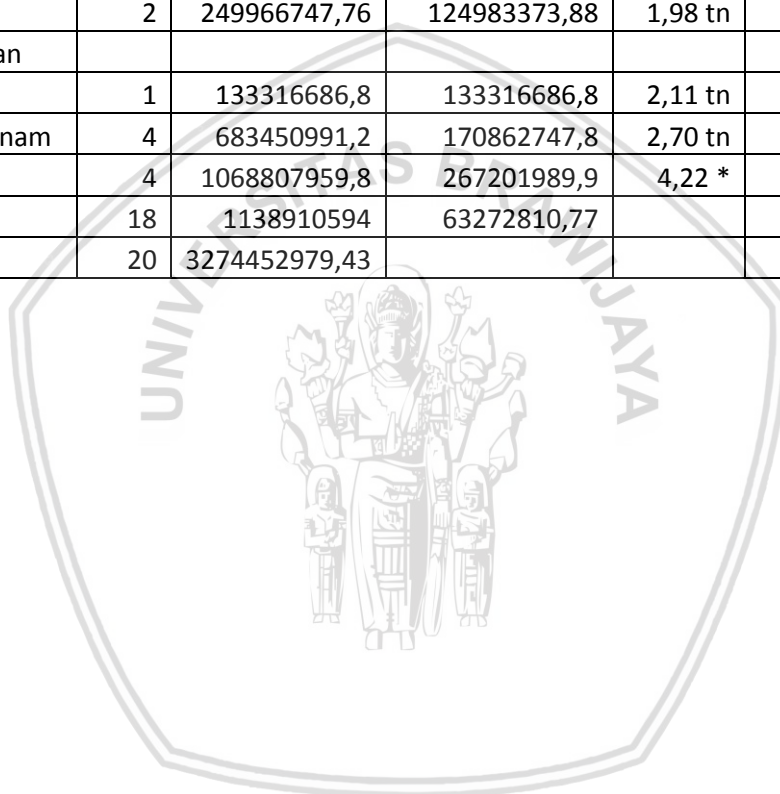 2 249966747,76 124983373,88 1,98 tn
an
1 133316686,8 133316686,8 2,11 tn
nam 4 683450991,2 170862747,8 2,70 tn
4 1068807959,8 267201989,9 4,22 *
18 1138910594 63272810,77
20 3274452979,43
UNIVERSITAS BRAWIJAYA